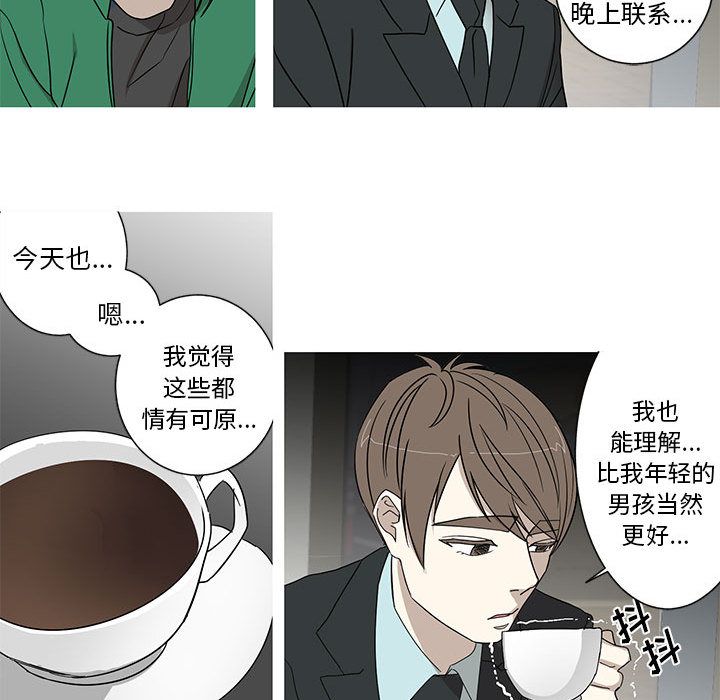 晚上联系...
今天也...
嗯...
我觉得
这些都
情有可原...
我也
能理解...
比我年轻的
男孩当然
更好...
抖
抖